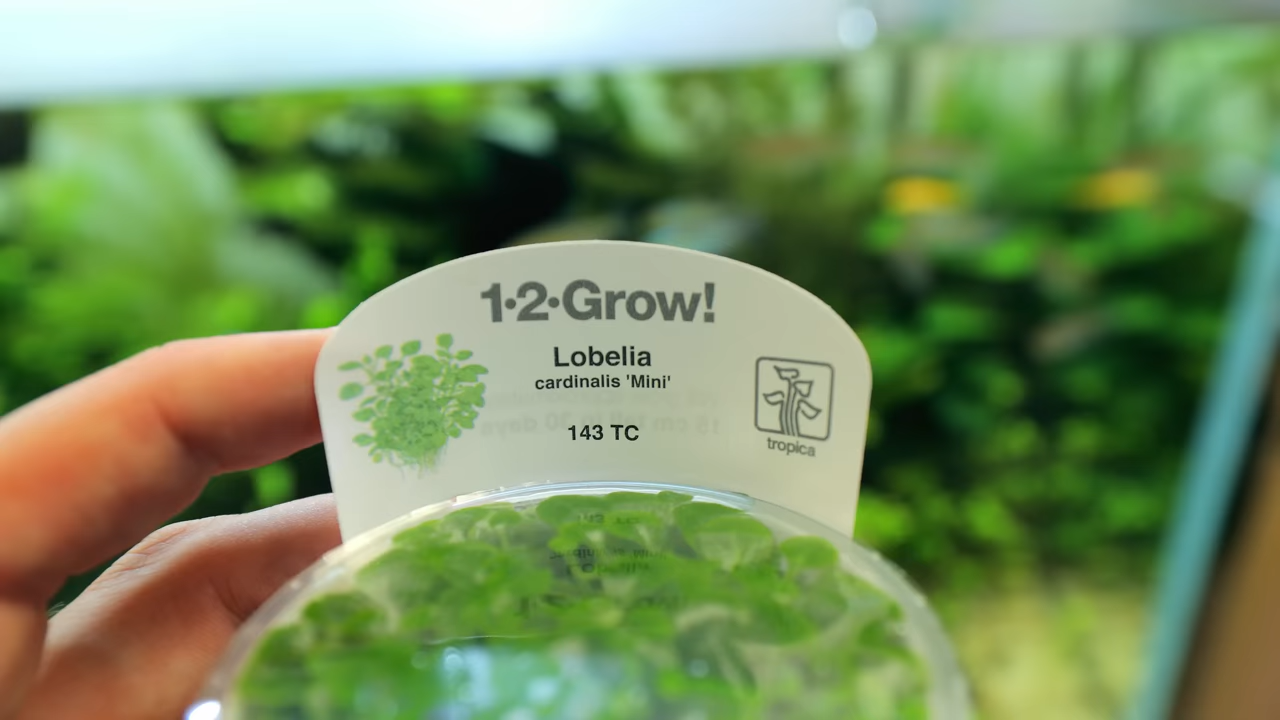 1·2·Grow!
Lobelia
cardinalis 'Mini'
143 TC
tropica